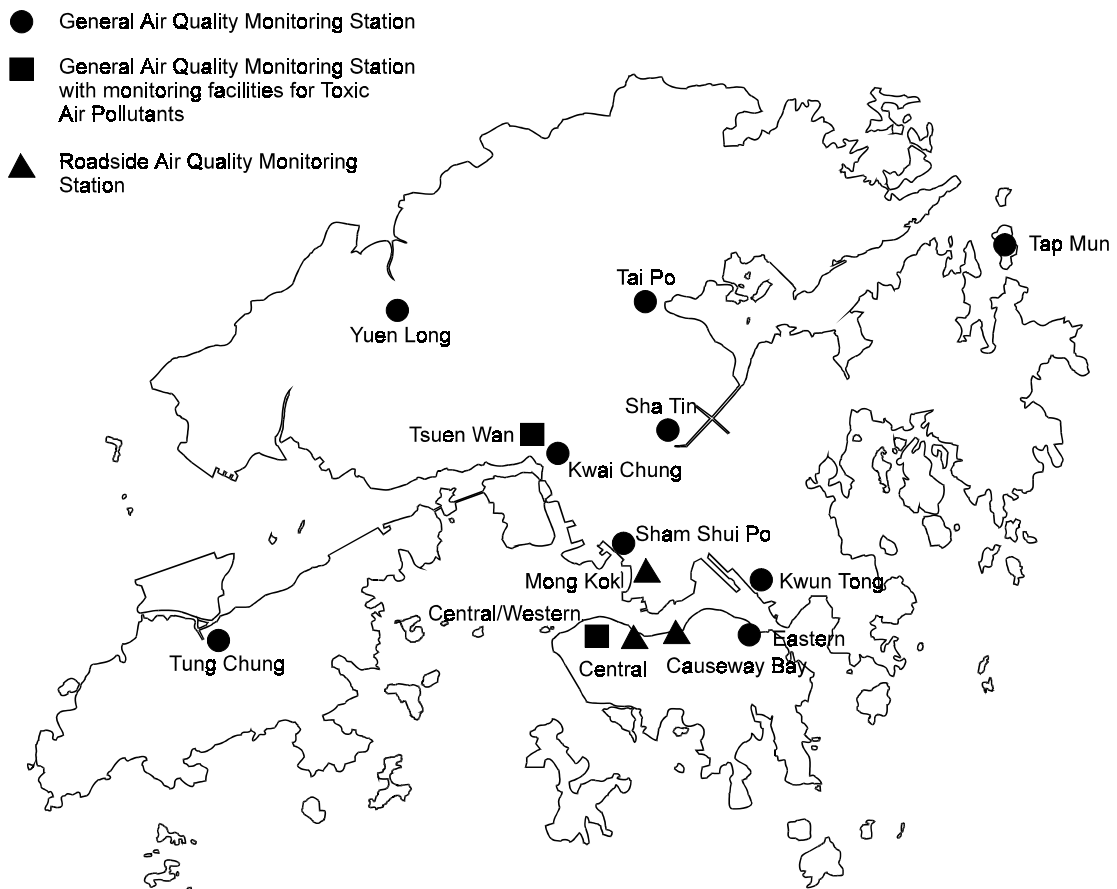 General Air Quality Monitoring Station
General Air Quality Monitoring Station
with monitoring facilities for Toxic
Air Pollutants
Roadside Air Quality Monitoring
Station
Tap Mun
Tai Po
Yuen Long
Sha Tin
Tsuen Wan
Kwai Chung
Sham Shui Po
Mong Kok
Kwun Tong
Central/Western
Eastern
Tung Chung
Central
Causeway Bay